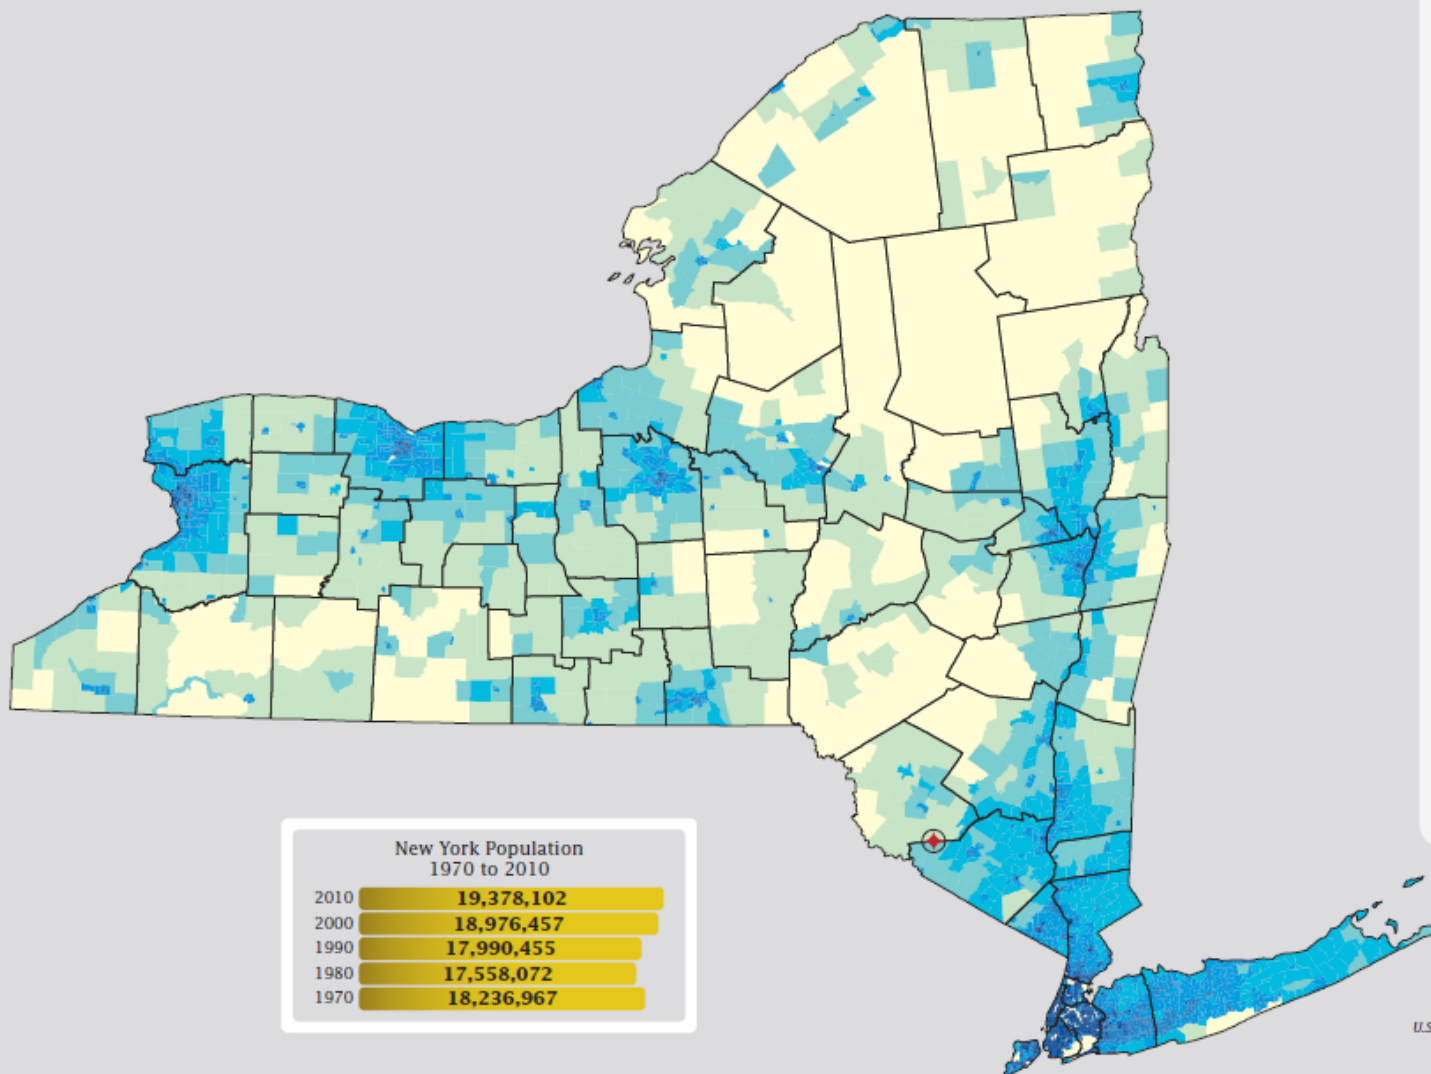 New York Population
1970 to 2010
2010 19,378,102
2000 18,976,457
1990 17,990,455
1980 17,558,072
1970 18,236,967
U.S